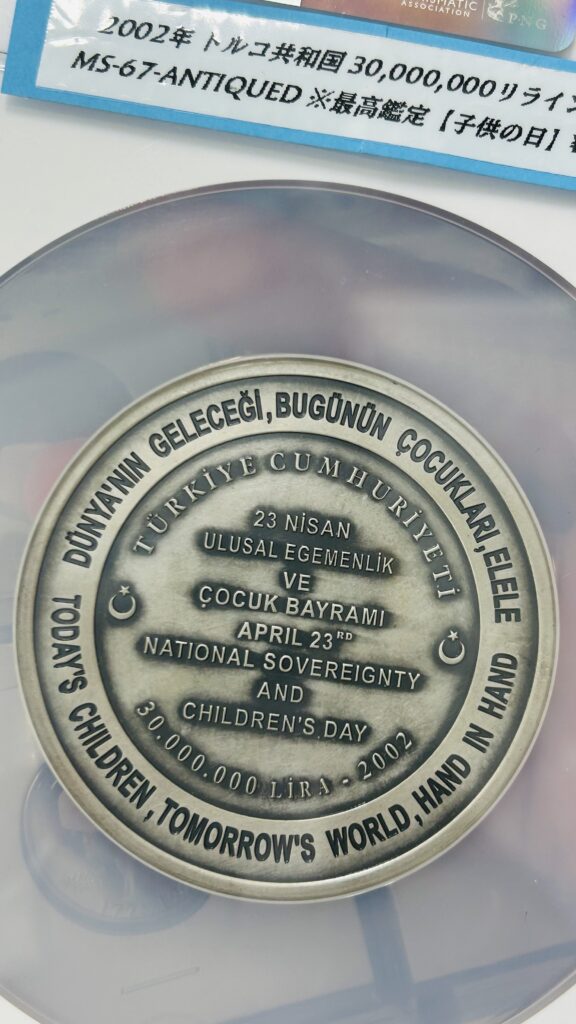 ASSOCIATION
PNG
2002年 トルコ共和国 30,000,000リライン
MS-67-ANTIQUED ※最高鑑定【子供の日】
DÜNYA'NIN GELECEĞİ, BUGÜNÜN ÇOCUKLARI, ELELE
TÜRKİYE CUMHURİYETİ
23 NİSAN
ULUSAL EGEMENLİK
VE
ÇOCUK BAYRAMI
APRIL 23RD
NATIONAL SOVEREIGNTY
AND
CHILDREN'S DAY
30.000.000 LİRA - 2002
TODAY'S CHILDREN, TOMORROW'S WORLD, HAND IN HAND